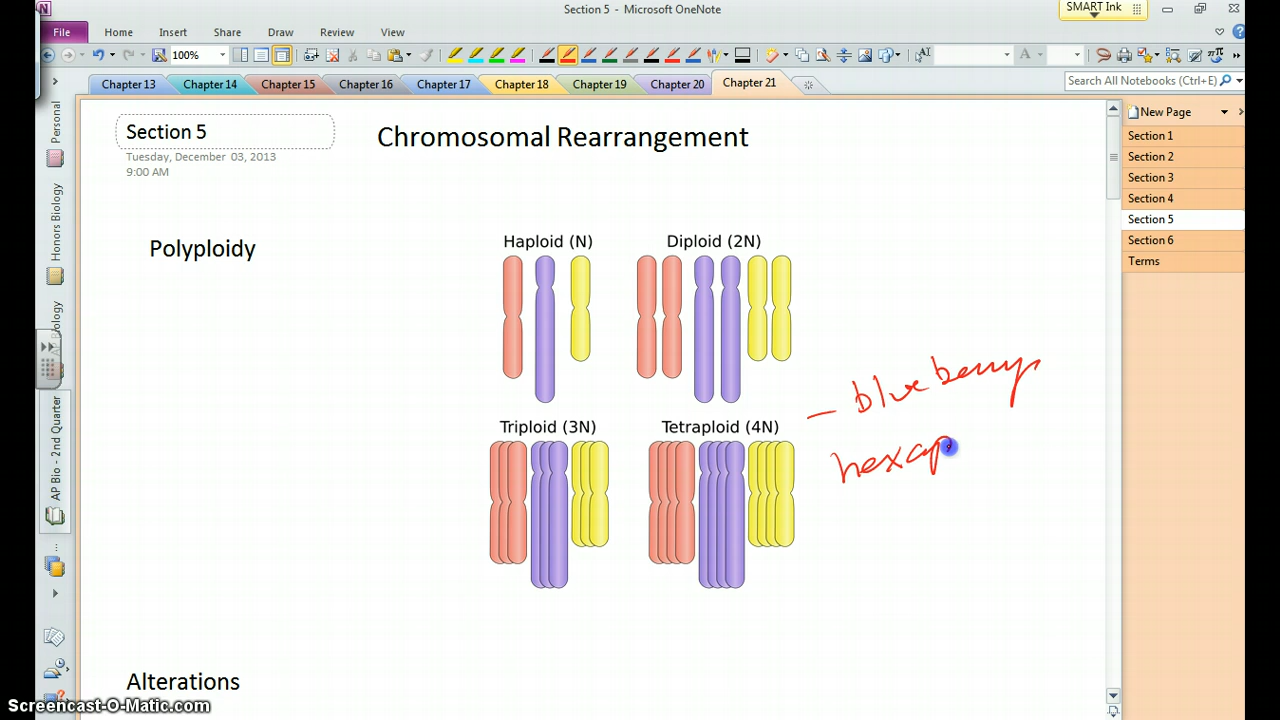 Section 5 - Microsoft OneNote
SMART Ink
File Home Insert Share Draw Review View
100%
Chapter 13 Chapter 14 Chapter 15 Chapter 16 Chapter 17 Chapter 18 Chapter 19 Chapter 20 Chapter 21
Search All Notebooks (Ctrl+E)
New Page
Section 1
Section 2
Section 3
Section 4
Section 5
Section 6
Terms
Personal
Honors Biology
Biology
AP Bio - 2nd Quarter
Section 5
Tuesday, December 03, 2013
9:00 AM
Chromosomal Rearrangement
Polyploidy
Haploid (N) Diploid (2N)
Triploid (3N) Tetraploid (4N)
– blueberry
hexap
Alterations
Screencast-O-Matic.com